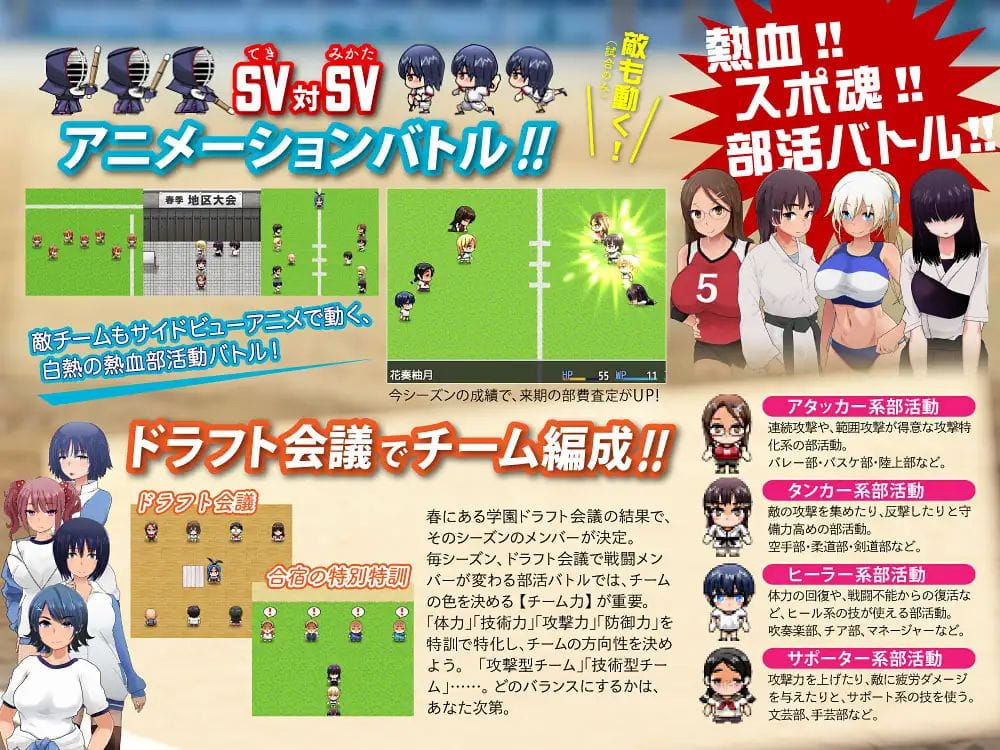 てき みかた
SV対SV
アニメーションバトル!!
敵も動く!
(試合のみ)
熱血!!
スポ魂!!
部活バトル!!
春季 地区大会
5
敵チームもサイドビューアニメで動く、
白熱の熱血部活動バトル!
花奏柚月 HP 55 WP 11
今シーズンの成績で、来期の部費査定がUP!
ドラフト会議でチーム編成!!
ドラフト会議
合宿の特別特訓
春にある学園ドラフト会議の結果で、
そのシーズンのメンバーが決定。
毎シーズン、ドラフト会議で戦闘メン
バーが変わる部活バトルでは、チーム
の色を決める【チーム力】が重要。
「体力」「技術力」「攻撃力」「防御力」を
特訓で特化し、チームの方向性を決め
よう。「攻撃型チーム」「技術型チー
ム」……。どのバランスにするかは、
あなた次第。
アタッカー系部活動
連続攻撃や、範囲攻撃が得意な攻撃特
化系の部活動。
バレー部・バスケ部・陸上部など。
タンカー系部活動
敵の攻撃を集めたり、反撃したりと守
備力高めの部活動。
空手部・柔道部・剣道部など。
ヒーラー系部活動
体力の回復や、戦闘不能からの復活な
ど、ヒール系の技が使える部活動。
吹奏楽部、チア部、マネージャーなど。
サポーター系部活動
攻撃力を上げたり、敵に疲労ダメージ
を与えたりと、サポート系の技を使う。
文芸部、手芸部など。